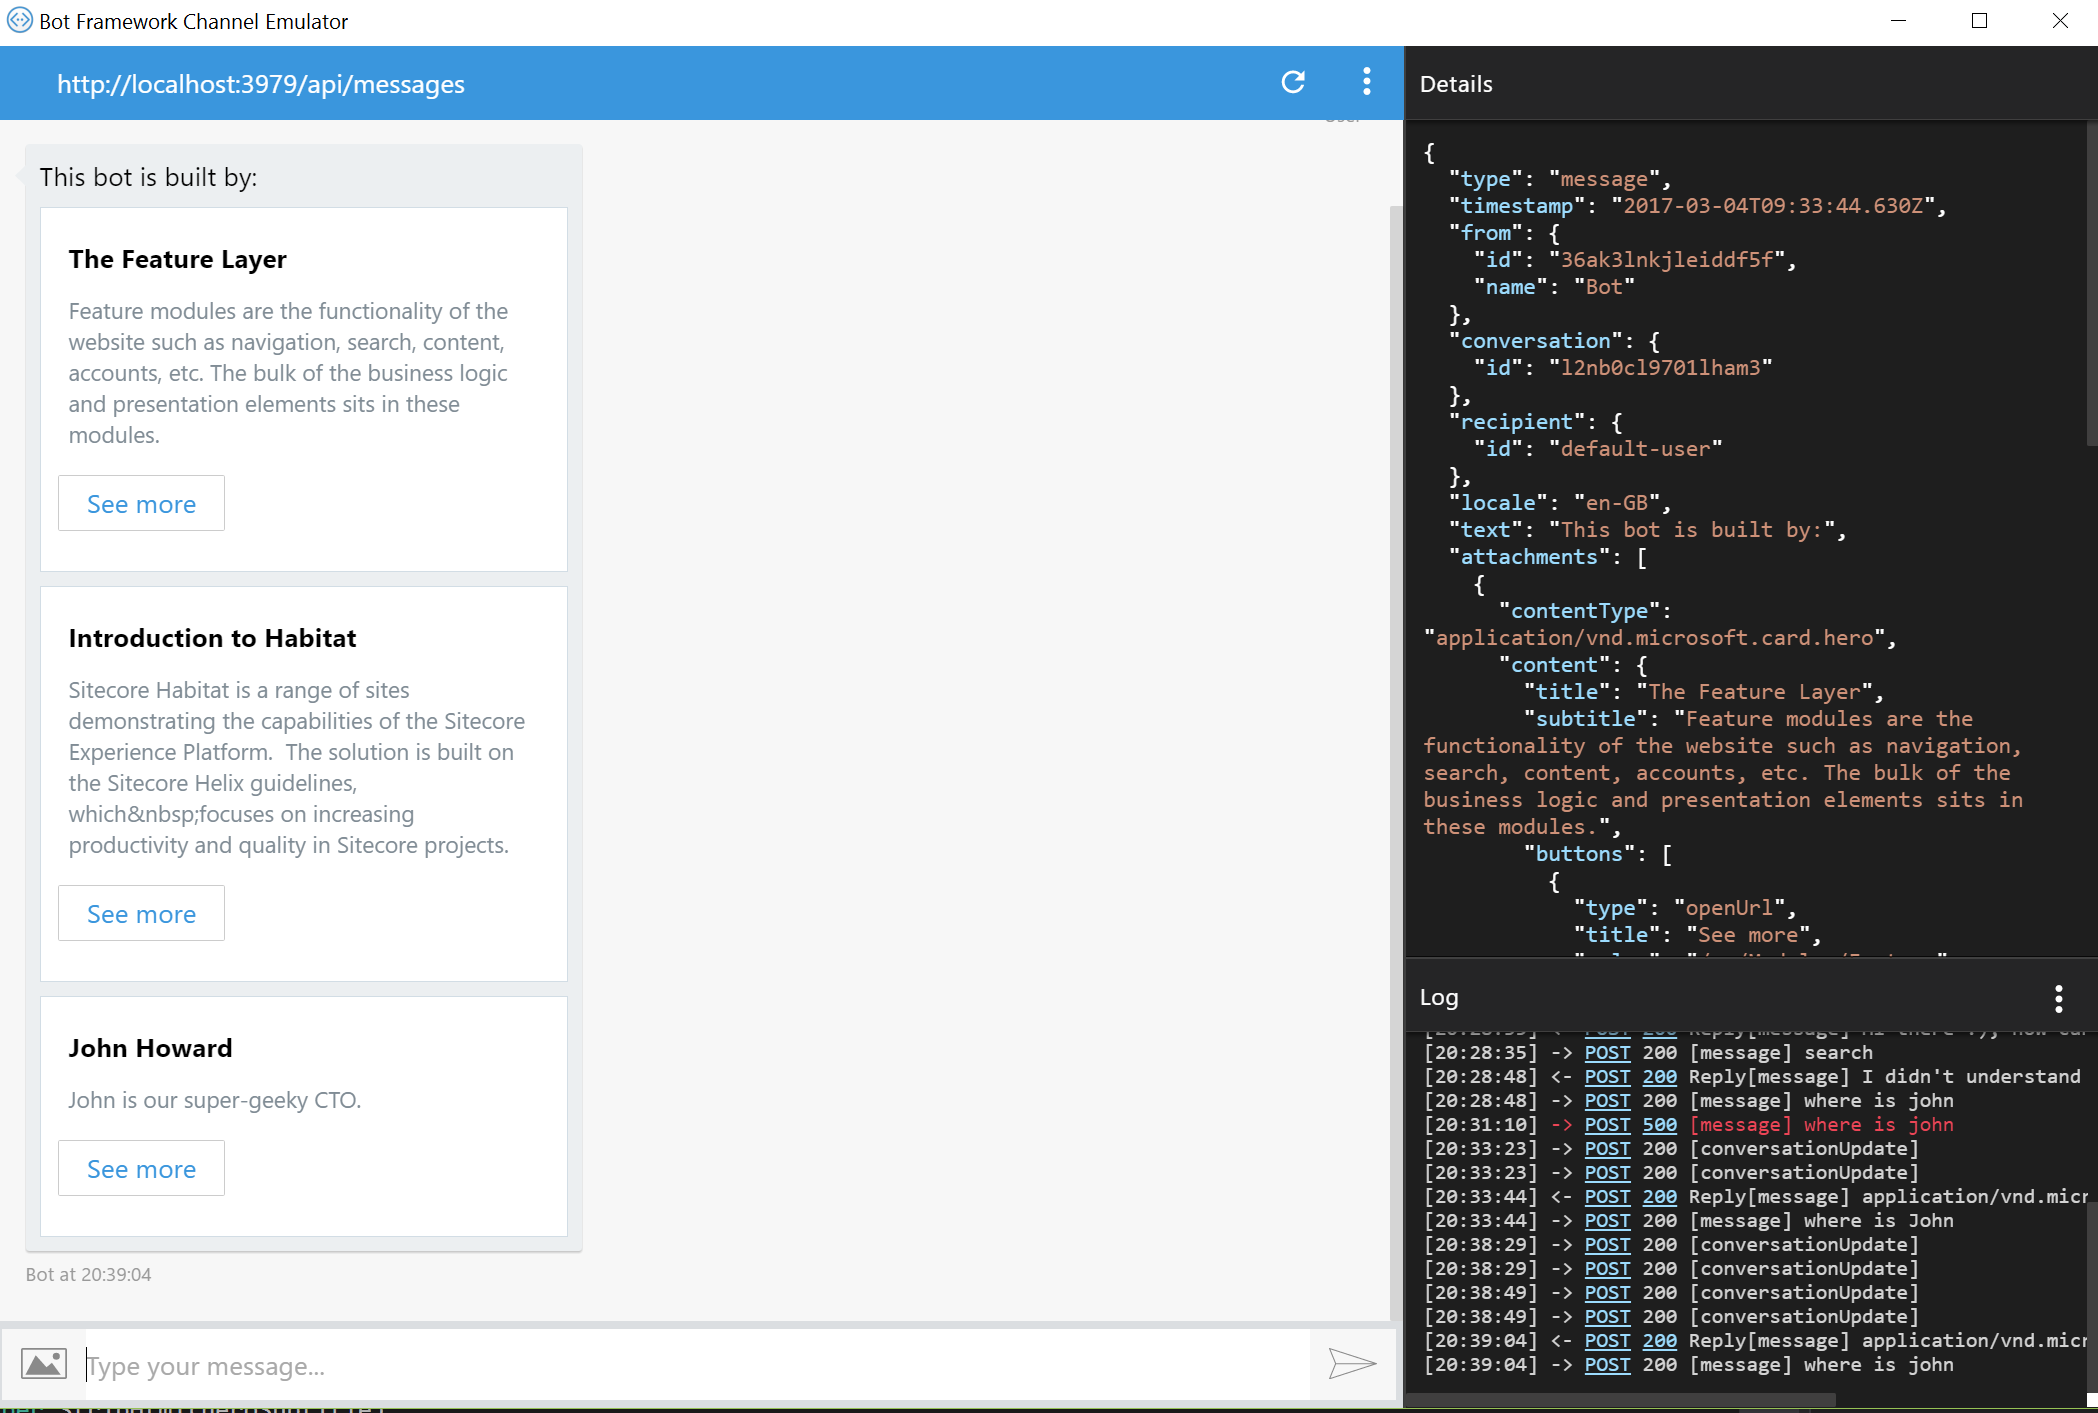 Bot Framework Channel Emulator
http://localhost:3979/api/messages
User
This bot is built by:
The Feature Layer
Feature modules are the functionality of the
website such as navigation, search, content,
accounts, etc. The bulk of the business logic
and presentation elements sits in these
modules.
See more
Introduction to Habitat
Sitecore Habitat is a range of sites
demonstrating the capabilities of the Sitecore
Experience Platform.  The solution is built on
the Sitecore Helix guidelines,
which&nbsp;focuses on increasing
productivity and quality in Sitecore projects.
See more
John Howard
John is our super-geeky CTO.
See more
Bot at 20:39:04
Type your message...
Details
{
"type": "message",
"timestamp": "2017-03-04T09:33:44.630Z",
"from": {
"id": "36ak3lnkjleiddf5f",
"name": "Bot"
},
"conversation": {
"id": "l2nb0cl9701lham3"
},
"recipient": {
"id": "default-user"
},
"locale": "en-GB",
"text": "This bot is built by:",
"attachments": [
{
"contentType":
"application/vnd.microsoft.card.hero",
"content": {
"title": "The Feature Layer",
"subtitle": "Feature modules are the
functionality of the website such as navigation,
search, content, accounts, etc. The bulk of the
business logic and presentation elements sits in
these modules.",
"buttons": [
{
"type": "openUrl",
"title": "See more",
Log
[20:28:35] -> POST 200 [message] search
[20:28:48] <- POST 200 Reply[message] I didn't understand
[20:28:48] -> POST 200 [message] where is john
[20:31:10] -> POST 500 [message] where is john
[20:33:23] -> POST 200 [conversationUpdate]
[20:33:23] -> POST 200 [conversationUpdate]
[20:33:44] <- POST 200 Reply[message] application/vnd.micr
[20:33:44] -> POST 200 [message] where is John
[20:38:29] -> POST 200 [conversationUpdate]
[20:38:29] -> POST 200 [conversationUpdate]
[20:38:49] -> POST 200 [conversationUpdate]
[20:38:49] -> POST 200 [conversationUpdate]
[20:39:04] <- POST 200 Reply[message] application/vnd.micr
[20:39:04] -> POST 200 [message] where is john